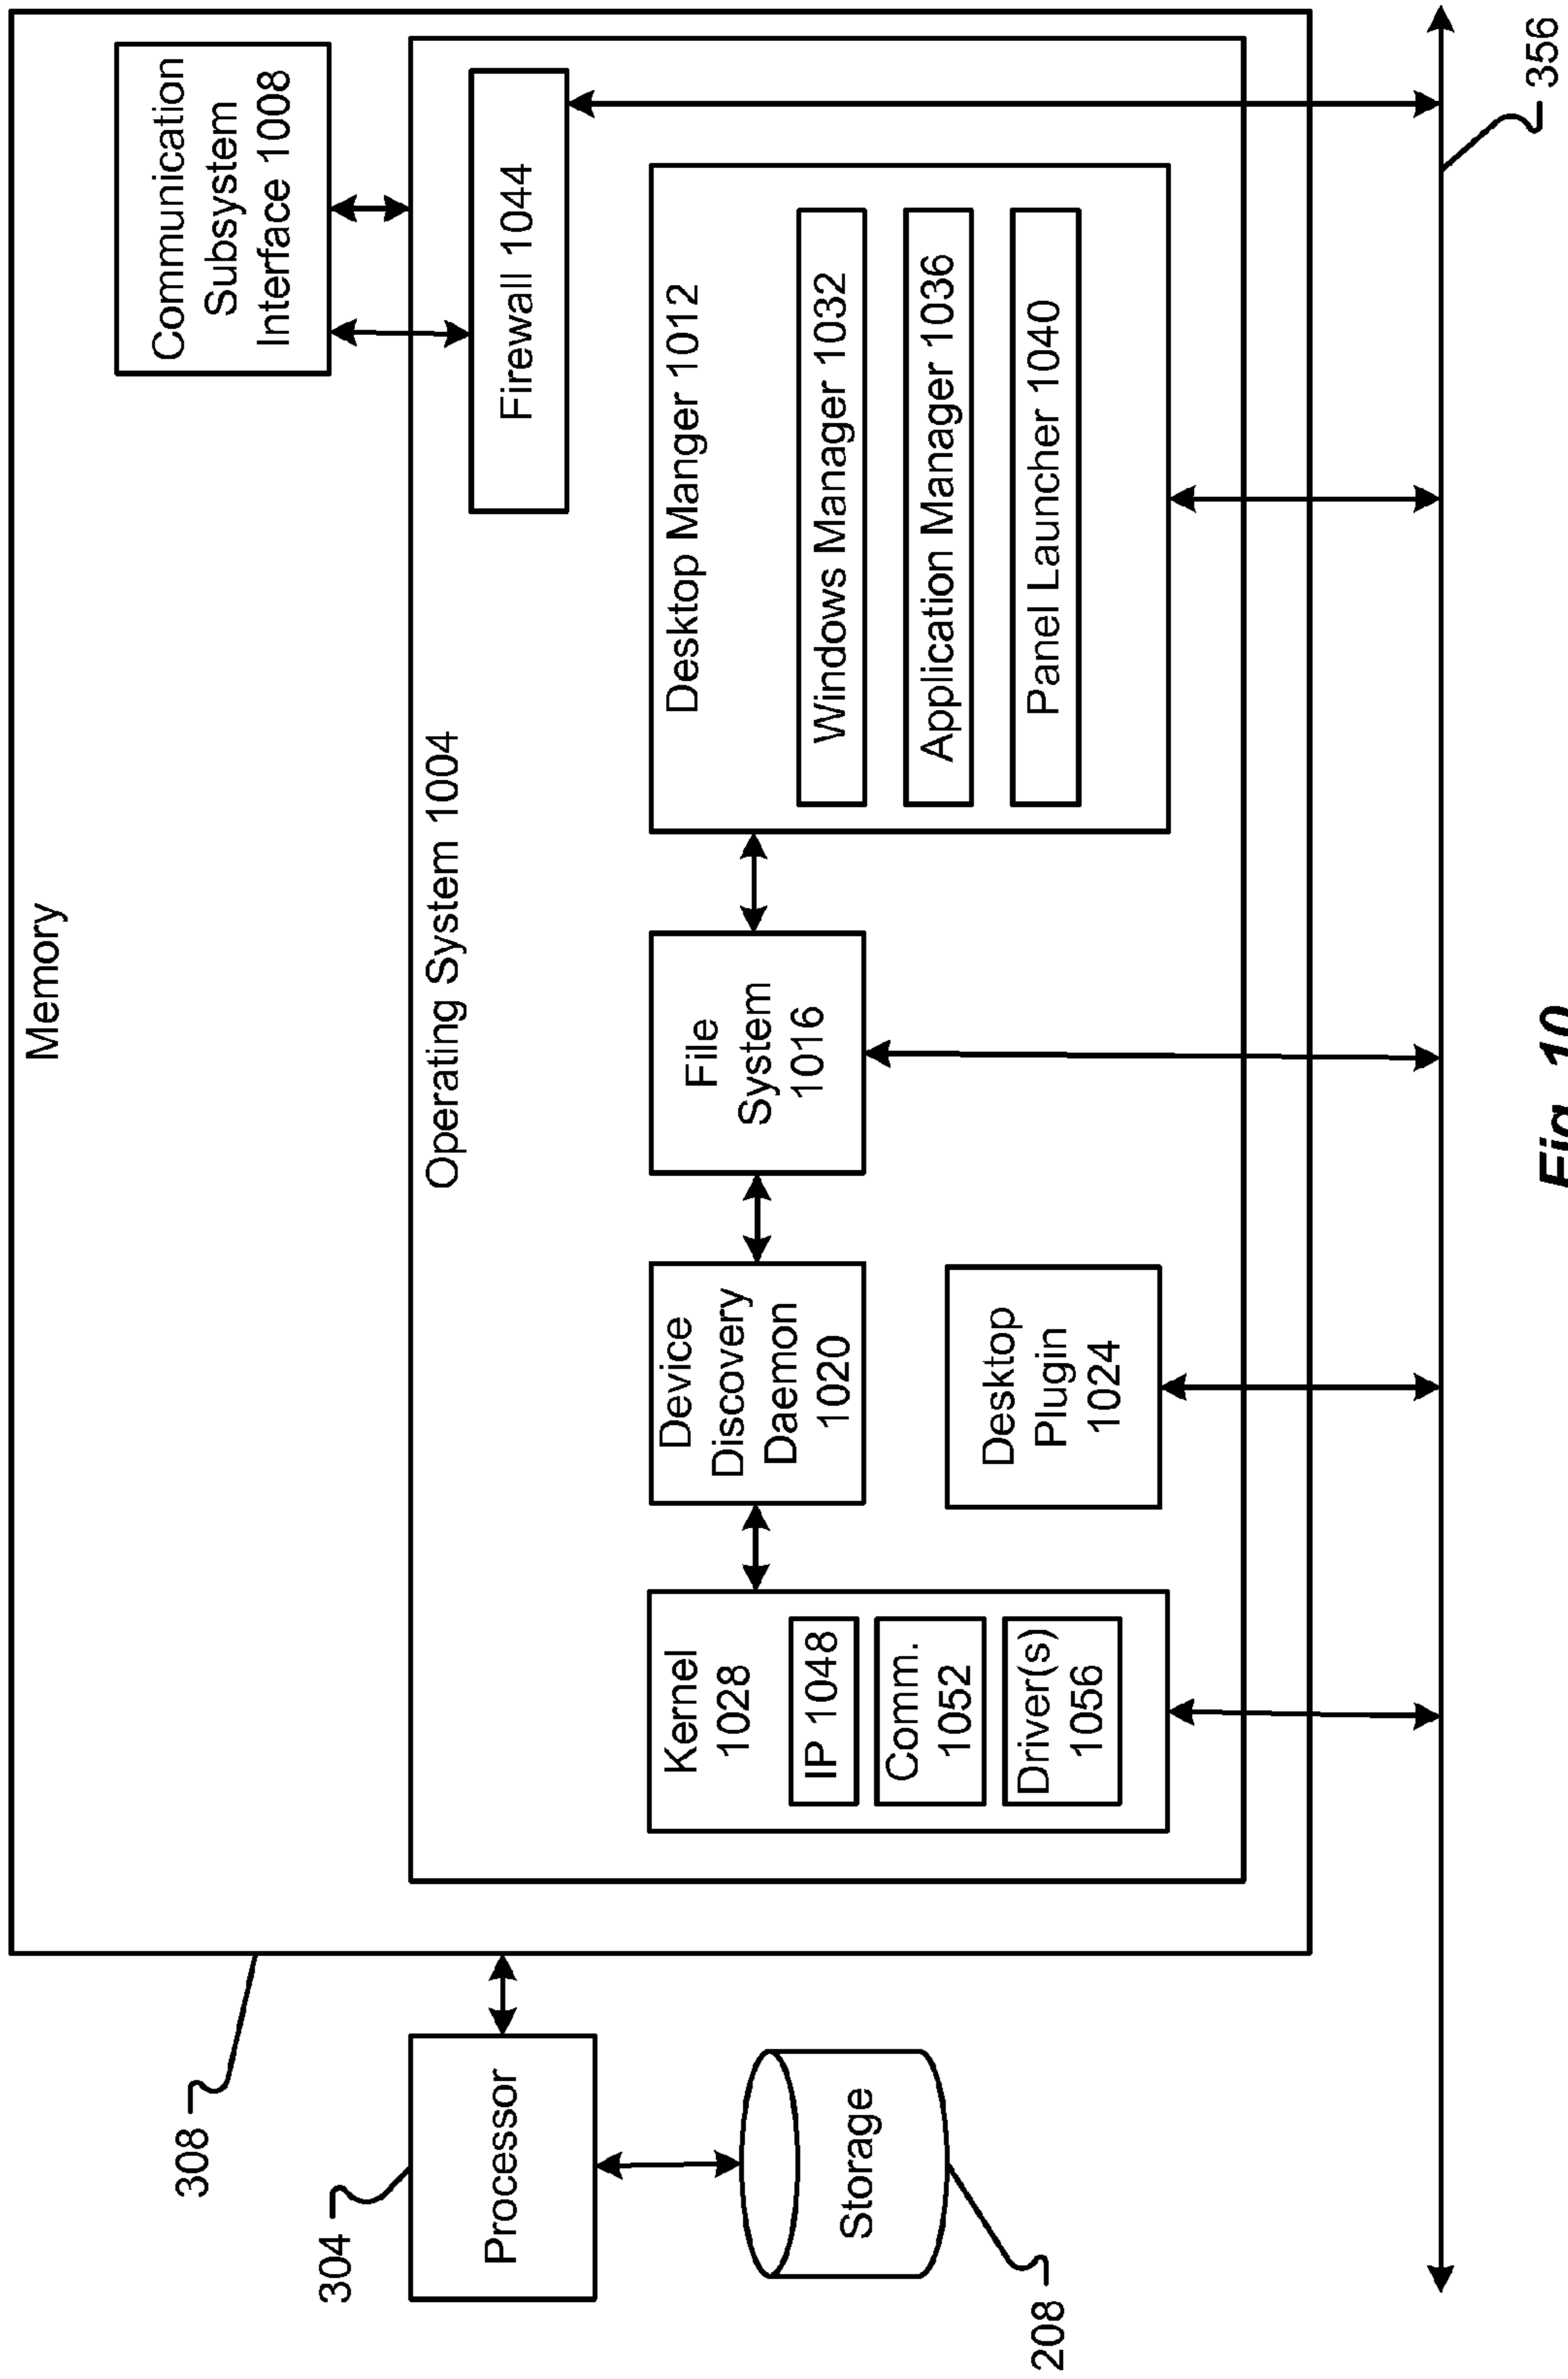 Memory
308
304
Processor
Storage
208
Communication
Subsystem
Interface 1008
Operating System 1004
Firewall 1044
Kernel
1028
IP 1048
Comm.
1052
Driver(s)
1056
Device
Discovery
Daemon
1020
Desktop
Plugin
1024
File
System
1016
Desktop Manger 1012
Windows Manager 1032
Application Manager 1036
Panel Launcher 1040
356
Fig. 10